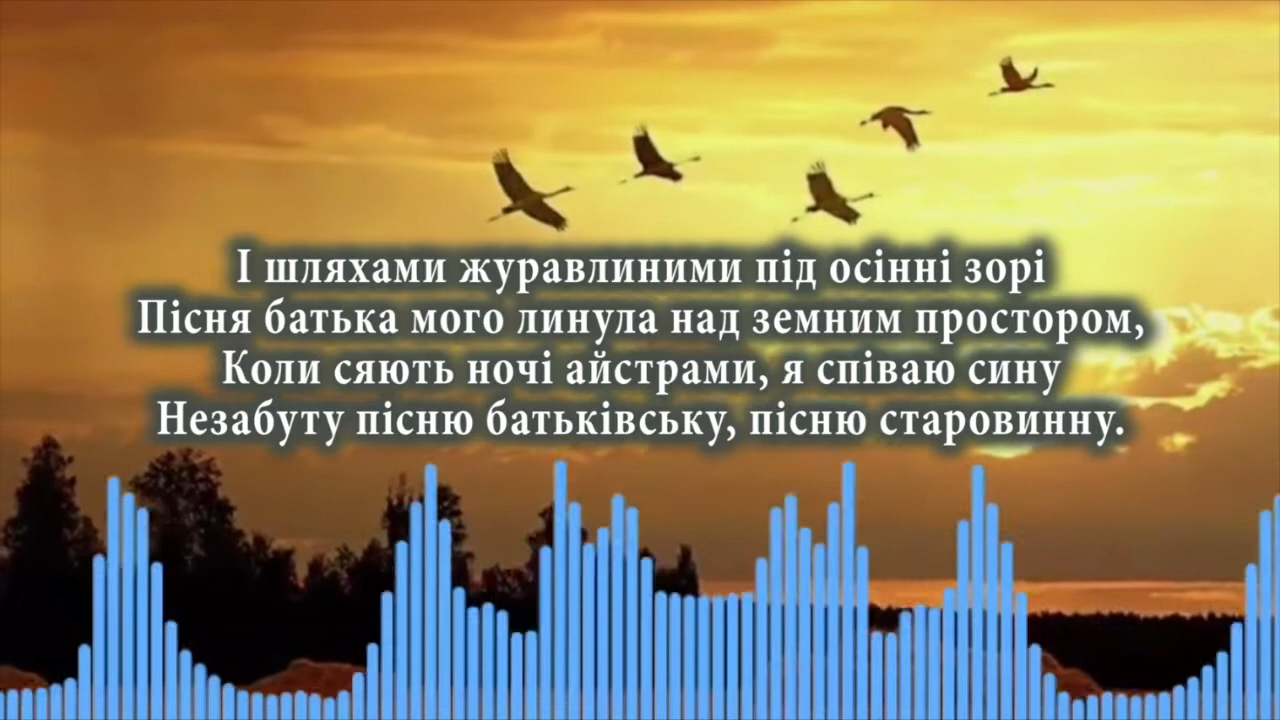 І шляхами журавлиними під осінні зорі
Пісня батька мого линула над земним простором,
Коли сяють ночі айстрами, я співаю сину
Незабуту пісню батьківську, пісню старовинну.